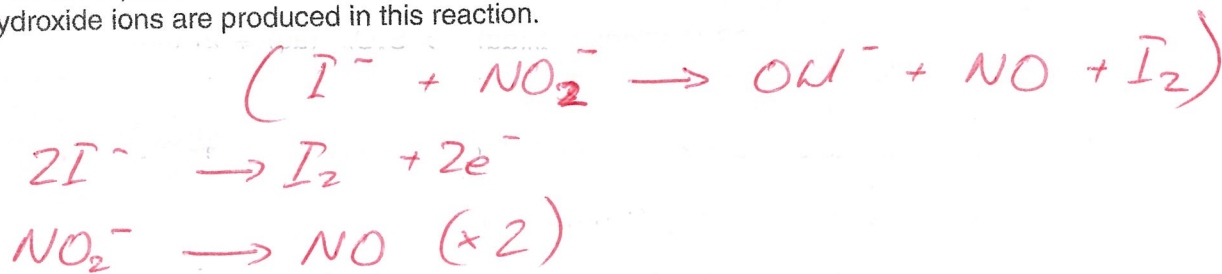 ydroxide ions are produced in this reaction.
(I⁻ + NO₂⁻ → OH⁻ + NO + I₂)
2I⁻ → I₂ + 2e⁻
NO₂⁻ → NO (×2)